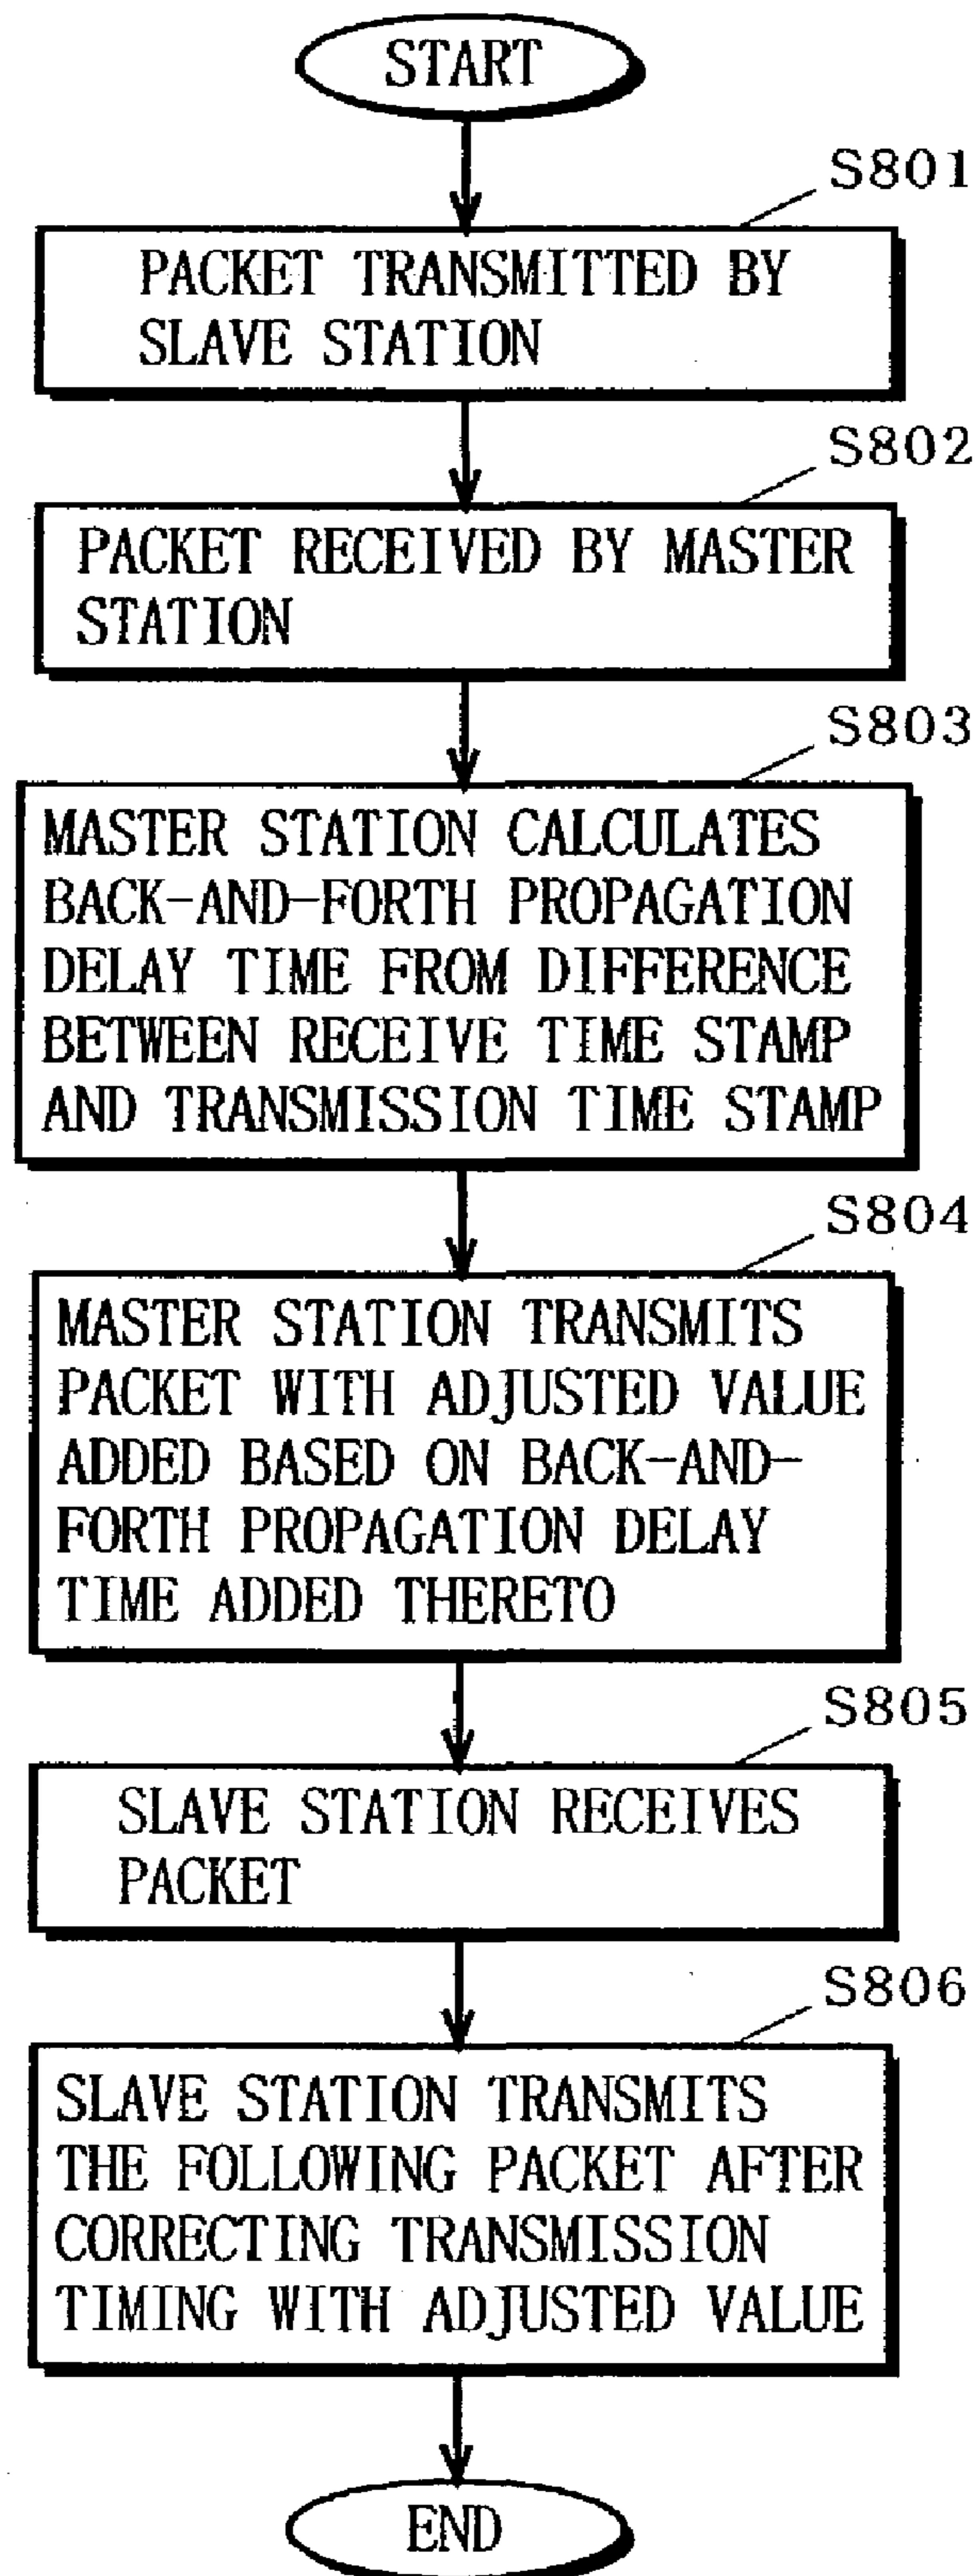 START
S801
PACKET TRANSMITTED BY
SLAVE STATION
S802
PACKET RECEIVED BY MASTER
STATION
S803
MASTER STATION CALCULATES
BACK-AND-FORTH PROPAGATION
DELAY TIME FROM DIFFERENCE
BETWEEN RECEIVE TIME STAMP
AND TRANSMISSION TIME STAMP
S804
MASTER STATION TRANSMITS
PACKET WITH ADJUSTED VALUE
ADDED BASED ON BACK-AND-
FORTH PROPAGATION DELAY
TIME ADDED THERETO
S805
SLAVE STATION RECEIVES
PACKET
S806
SLAVE STATION TRANSMITS
THE FOLLOWING PACKET AFTER
CORRECTING TRANSMISSION
TIMING WITH ADJUSTED VALUE
END